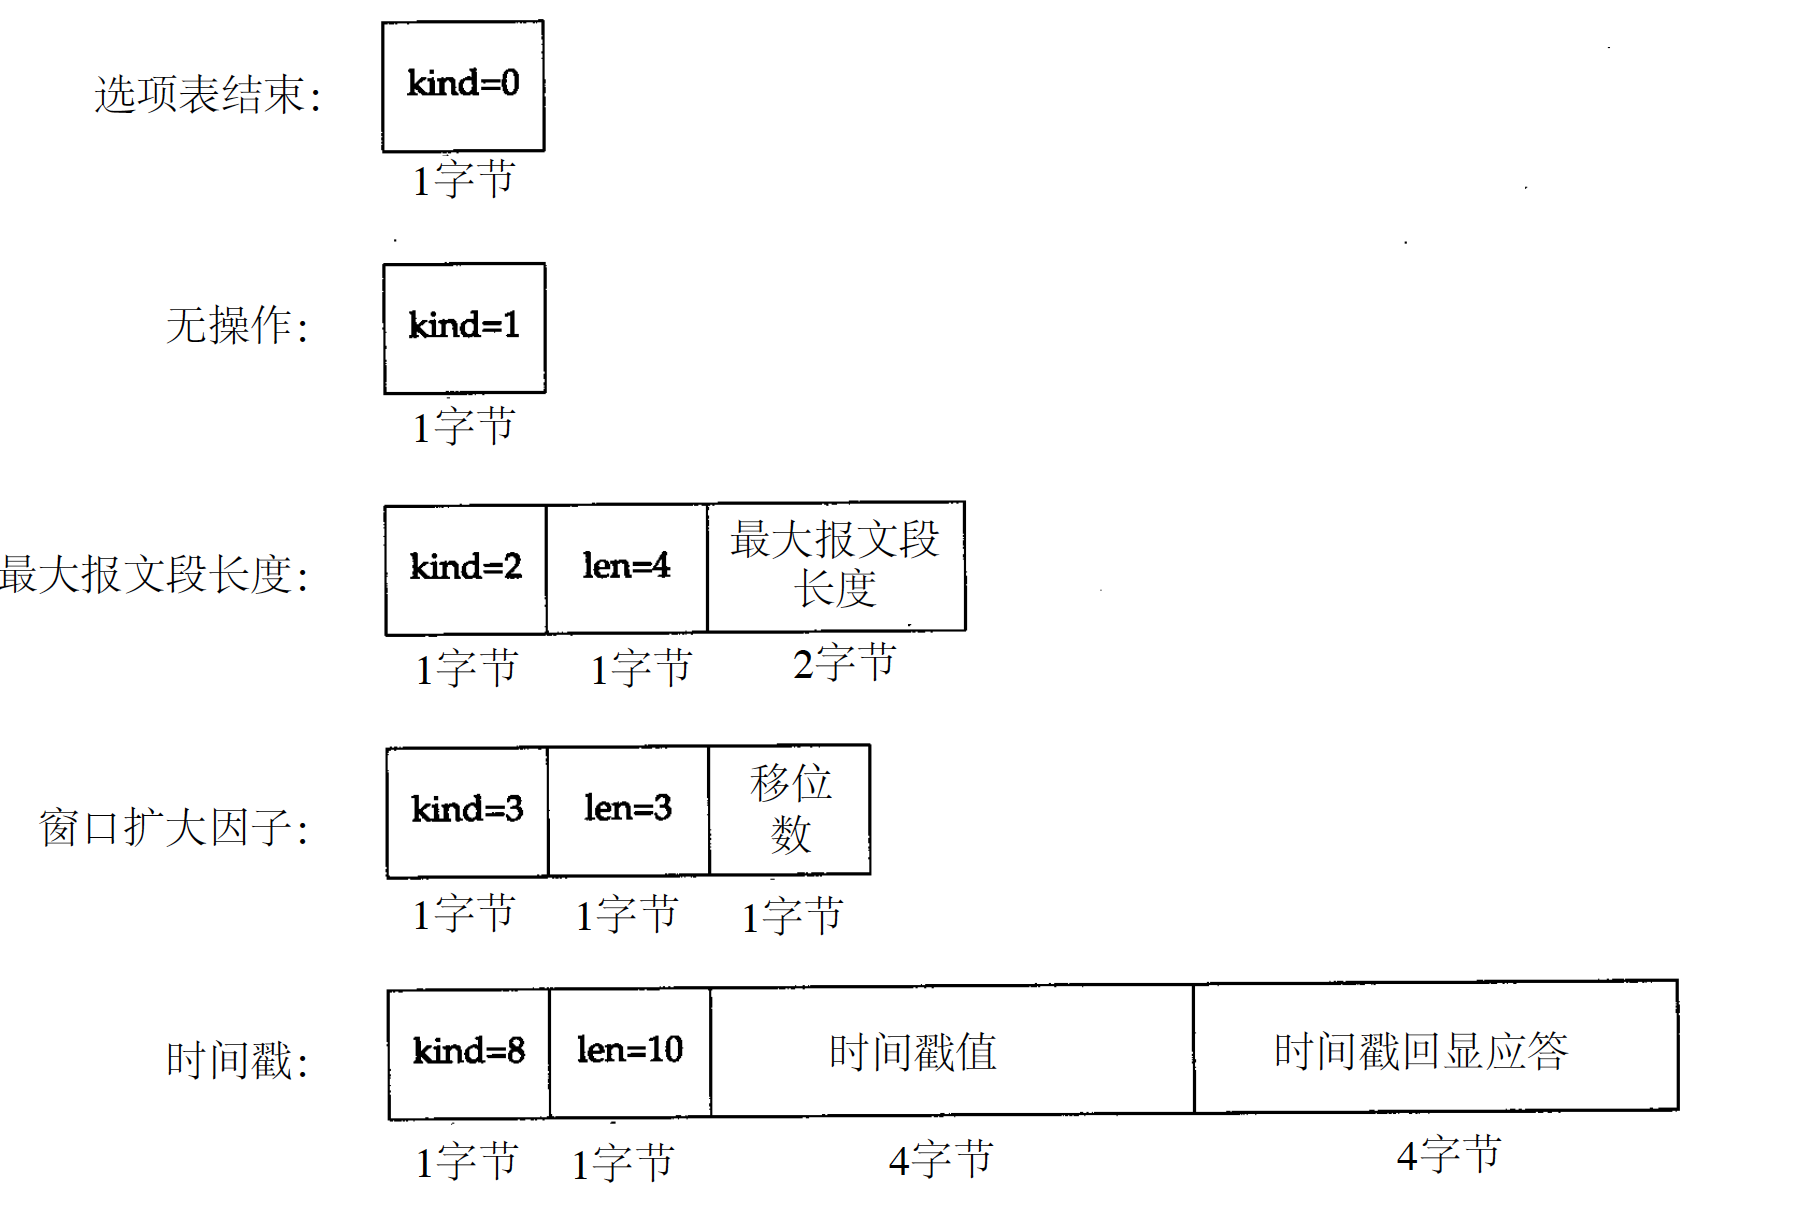 选项表结束: kind=0
1字节
无操作: kind=1
1字节
最大报文段长度: kind=2 len=4 最大报文段
长度
1字节 1字节 2字节
窗口扩大因子: kind=3 len=3 移位
数
1字节 1字节 1字节
时间戳: kind=8 len=10 时间戳值 时间戳回显应答
1字节 1字节 4字节 4字节